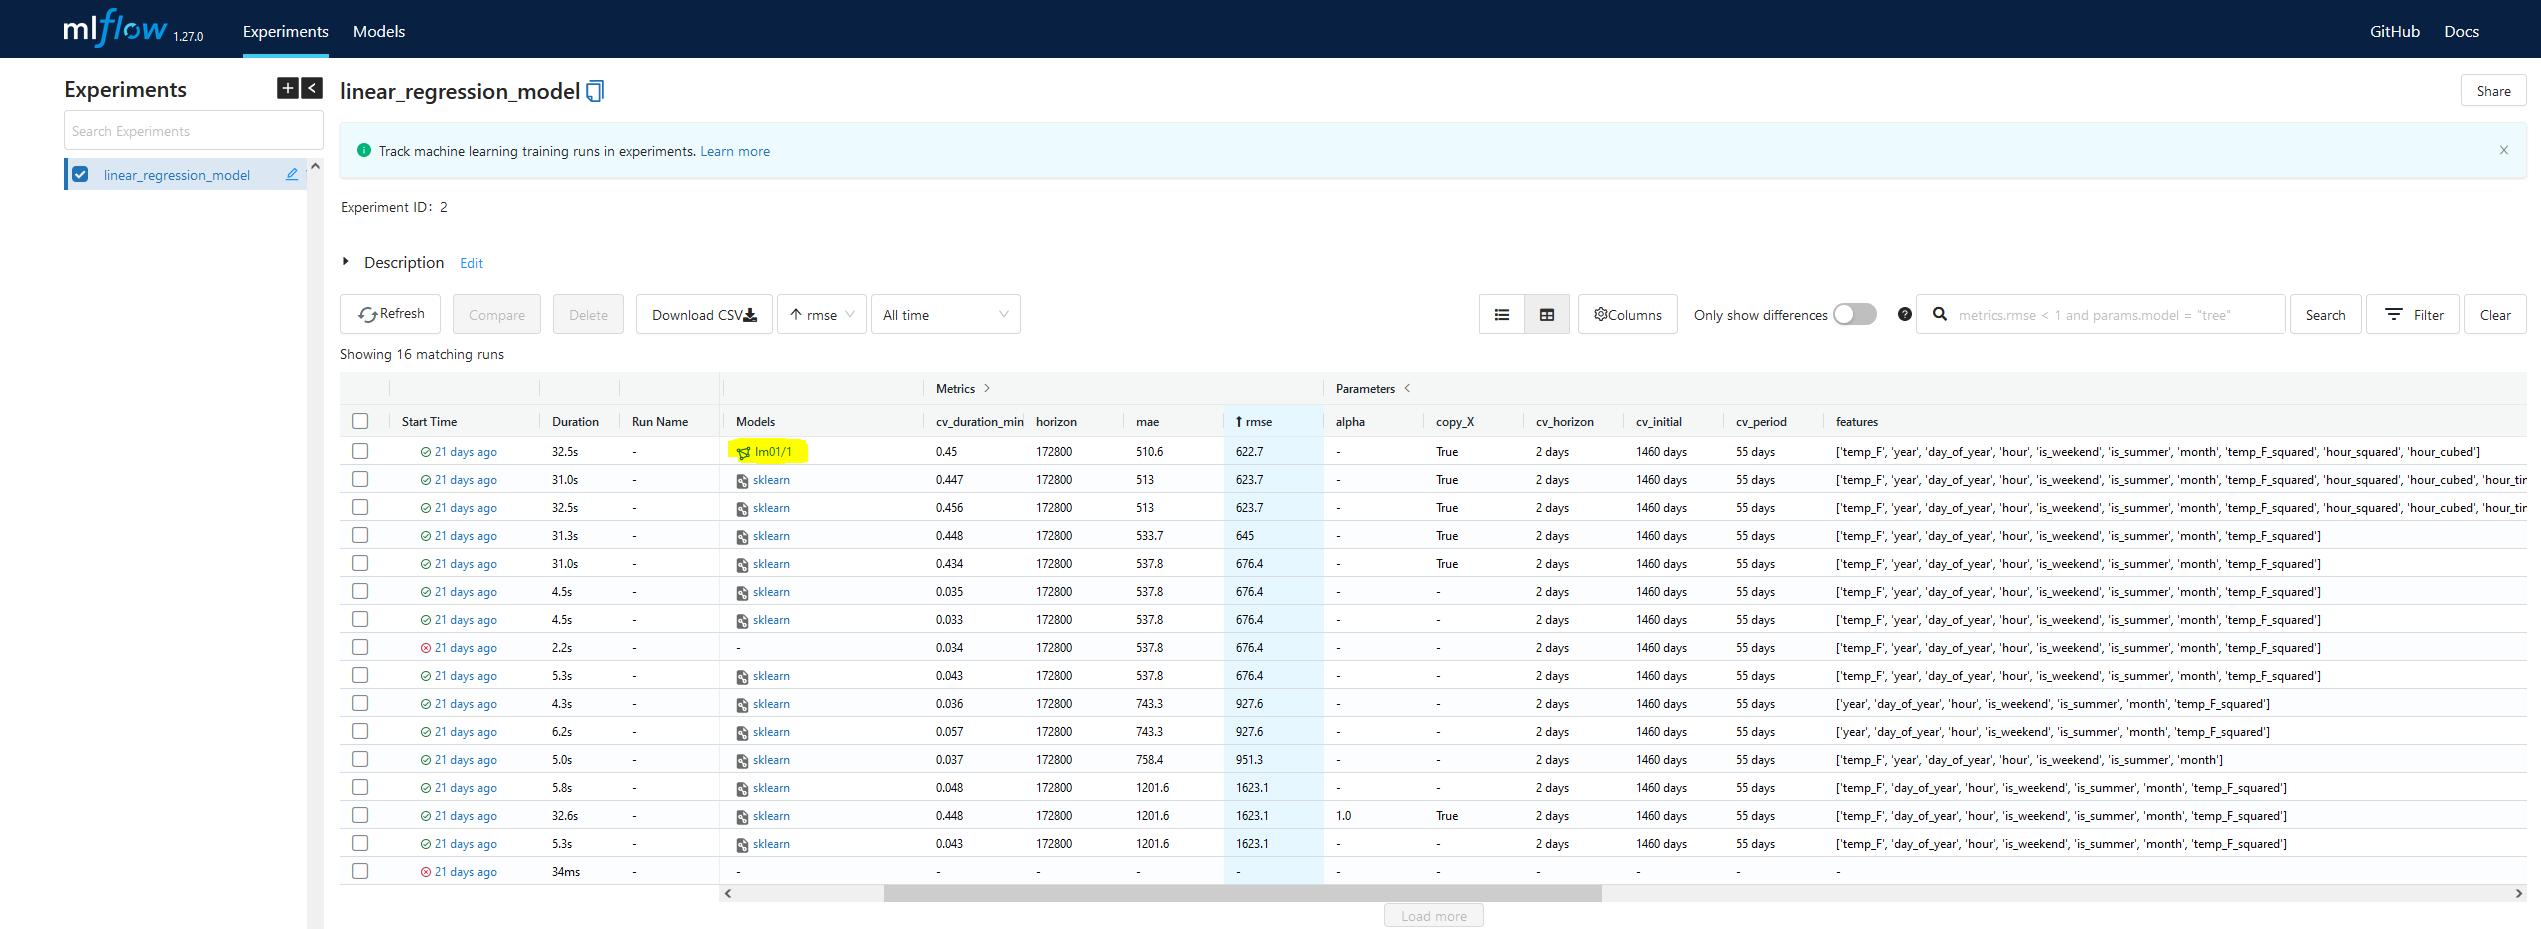 mlflow 1.27.0 Experiments Models GitHub Docs
Experiments
Search Experiments
linear_regression_model
linear_regression_model
Share
Track machine learning training runs in experiments. Learn more
Experiment ID: 2
Description Edit
Refresh Compare Delete Download CSV ↑ rmse All time Columns Only show differences metrics.rmse < 1 and params.model = "tree" Search Filter Clear
Showing 16 matching runs
Metrics Parameters
Start Time Duration Run Name Models cv_duration_min horizon mae ↑ rmse alpha copy_X cv_horizon cv_initial cv_period features
21 days ago 32.5s - lm01/1 0.45 172800 510.6 622.7 - True 2 days 1460 days 55 days ['temp_F', 'year', 'day_of_year', 'hour', 'is_weekend', 'is_summer', 'month', 'temp_F_squared', 'hour_squared', 'hour_cubed']
21 days ago 31.0s - sklearn 0.447 172800 513 623.7 - True 2 days 1460 days 55 days ['temp_F', 'year', 'day_of_year', 'hour', 'is_weekend', 'is_summer', 'month', 'temp_F_squared', 'hour_squared', 'hour_cubed',
21 days ago 32.5s - sklearn 0.456 172800 513 623.7 - True 2 days 1460 days 55 days ['temp_F', 'year', 'day_of_year', 'hour', 'is_weekend', 'is_summer', 'month', 'temp_F_squared', 'hour_squared', 'hour_cubed',
21 days ago 31.3s - sklearn 0.448 172800 533.7 645 - True 2 days 1460 days 55 days ['temp_F', 'year', 'day_of_year', 'hour', 'is_weekend', 'is_summer', 'month', 'temp_F_squared']
21 days ago 31.0s - sklearn 0.434 172800 537.8 676.4 - True 2 days 1460 days 55 days ['temp_F', 'year', 'day_of_year', 'hour', 'is_weekend', 'is_summer', 'month', 'temp_F_squared']
21 days ago 4.5s - sklearn 0.035 172800 537.8 676.4 - - 2 days 1460 days 55 days ['temp_F', 'year', 'day_of_year', 'hour', 'is_weekend', 'is_summer', 'month', 'temp_F_squared']
21 days ago 4.5s - sklearn 0.033 172800 537.8 676.4 - - 2 days 1460 days 55 days ['temp_F', 'year', 'day_of_year', 'hour', 'is_weekend', 'is_summer', 'month', 'temp_F_squared']
21 days ago 2.2s - - 0.034 172800 537.8 676.4 - - 2 days 1460 days 55 days ['temp_F', 'year', 'day_of_year', 'hour', 'is_weekend', 'is_summer', 'month', 'temp_F_squared']
21 days ago 5.3s - sklearn 0.043 172800 537.8 676.4 - - 2 days 1460 days 55 days ['temp_F', 'year', 'day_of_year', 'hour', 'is_weekend', 'is_summer', 'month', 'temp_F_squared']
21 days ago 4.3s - sklearn 0.036 172800 743.3 927.6 - - 2 days 1460 days 55 days ['year', 'day_of_year', 'hour', 'is_weekend', 'is_summer', 'month', 'temp_F_squared']
21 days ago 6.2s - sklearn 0.057 172800 743.3 927.6 - - 2 days 1460 days 55 days ['year', 'day_of_year', 'hour', 'is_weekend', 'is_summer', 'month', 'temp_F_squared']
21 days ago 5.0s - sklearn 0.037 172800 758.4 951.3 - - 2 days 1460 days 55 days ['temp_F', 'year', 'day_of_year', 'hour', 'is_weekend', 'is_summer', 'month']
21 days ago 5.8s - sklearn 0.048 172800 1201.6 1623.1 - - 2 days 1460 days 55 days ['temp_F', 'day_of_year', 'hour', 'is_weekend', 'is_summer', 'month', 'temp_F_squared']
21 days ago 32.6s - sklearn 0.448 172800 1201.6 1623.1 1.0 True 2 days 1460 days 55 days ['temp_F', 'day_of_year', 'hour', 'is_weekend', 'is_summer', 'month', 'temp_F_squared']
21 days ago 5.3s - sklearn 0.043 172800 1201.6 1623.1 - - 2 days 1460 days 55 days ['temp_F', 'day_of_year', 'hour', 'is_weekend', 'is_summer', 'month', 'temp_F_squared']
21 days ago 34ms - - - - - - - - - - - -
Load more